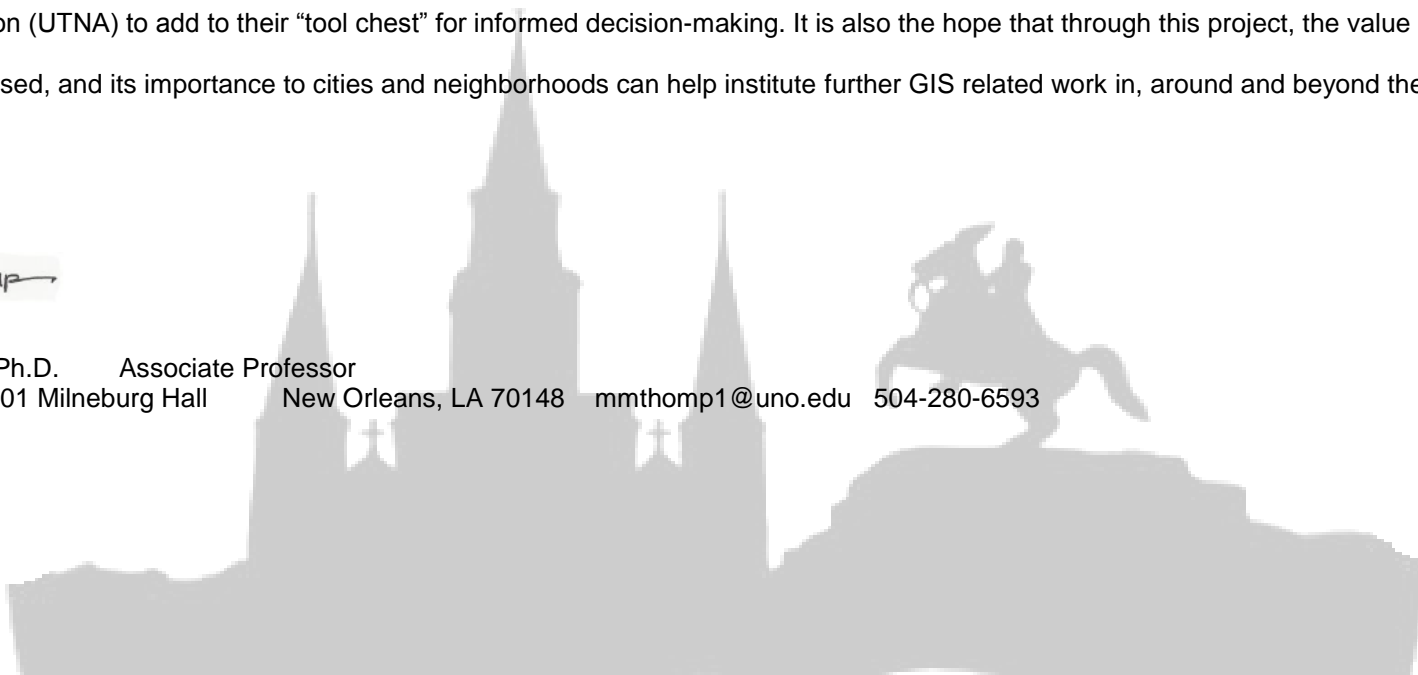 on (UTNA) to add to their “tool chest” for informed decision-making. It is also the hope that through this project, the value
sed, and its importance to cities and neighborhoods can help institute further GIS related work in, around and beyond the
Ph.D. Associate Professor
01 Milneburg Hall New Orleans, LA 70148 mmthomp1@uno.edu 504-280-6593